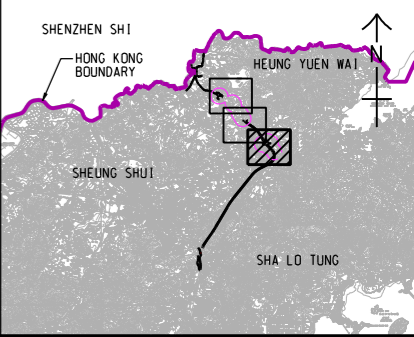 SHENZHEN SHI
HONG KONG
BOUNDARY
HEUNG YUEN WAI
N
SHEUNG SHUI
SHA LO TUNG